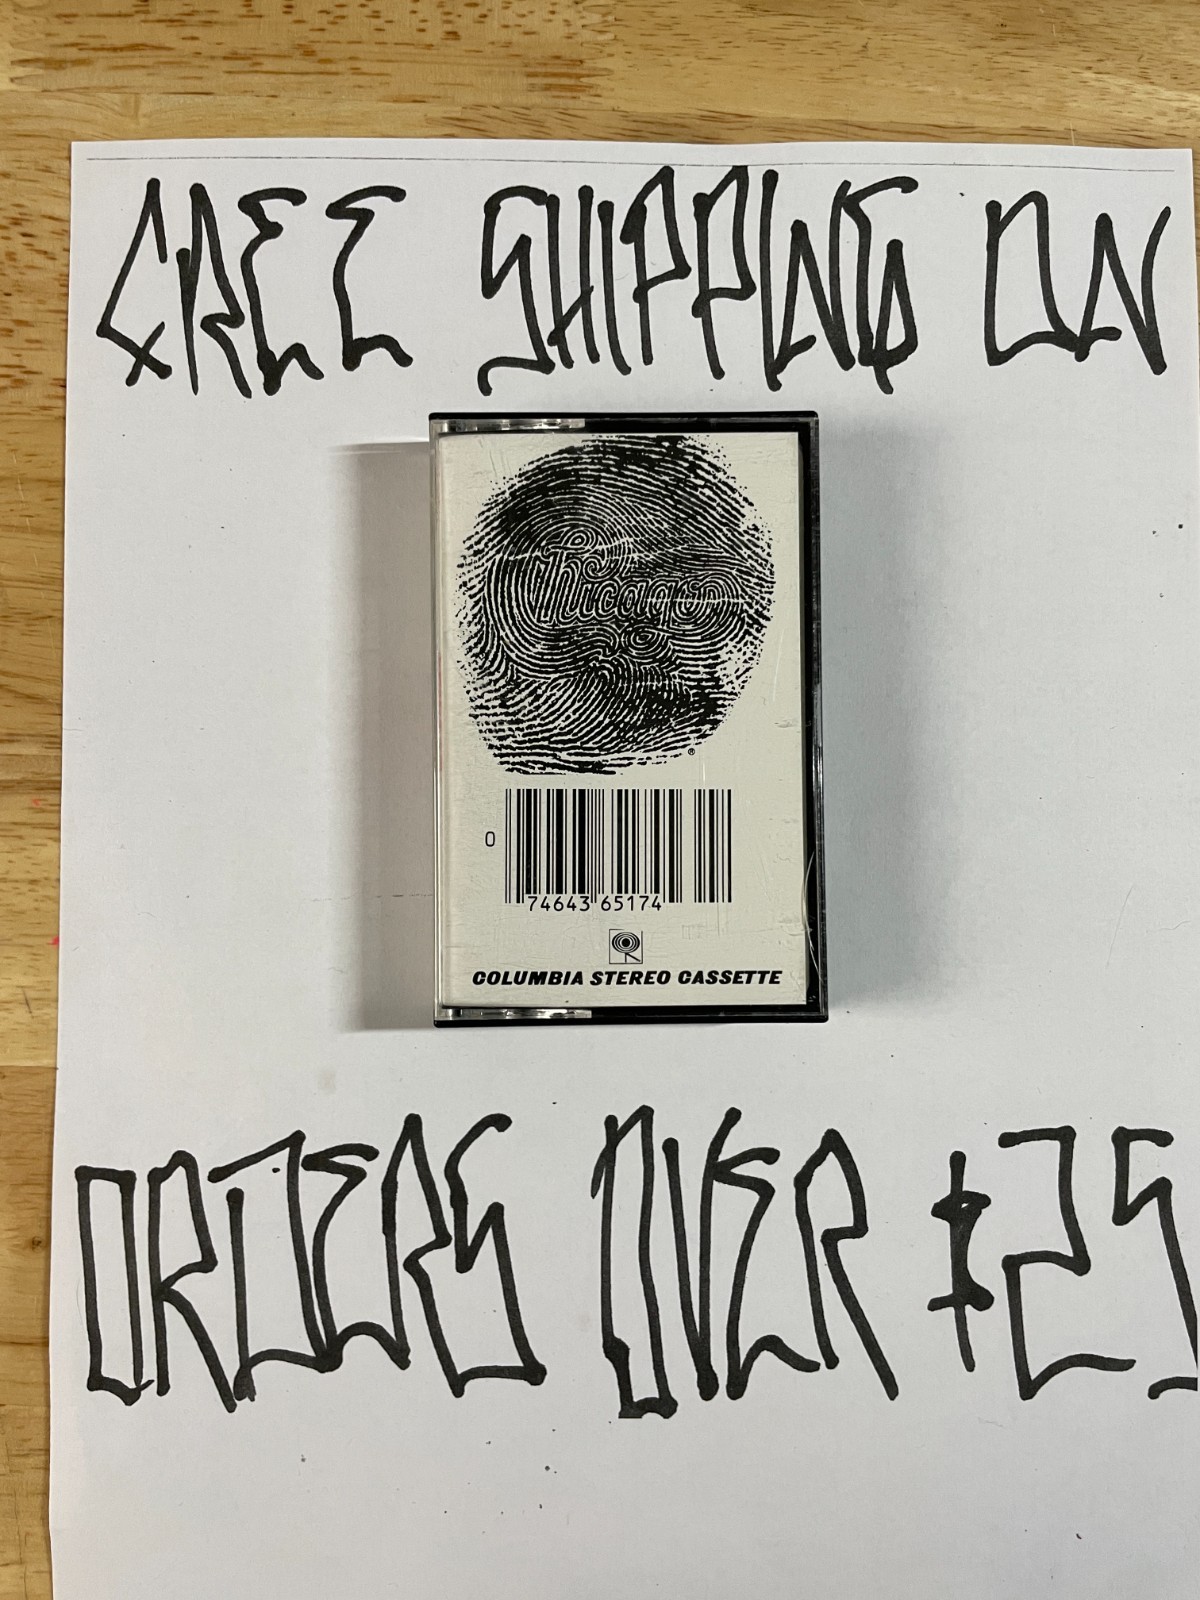 FREE SHIPPING ON
Chicago
®
0
74643 65174
COLUMBIA STEREO CASSETTE
ORDERS OVER $25